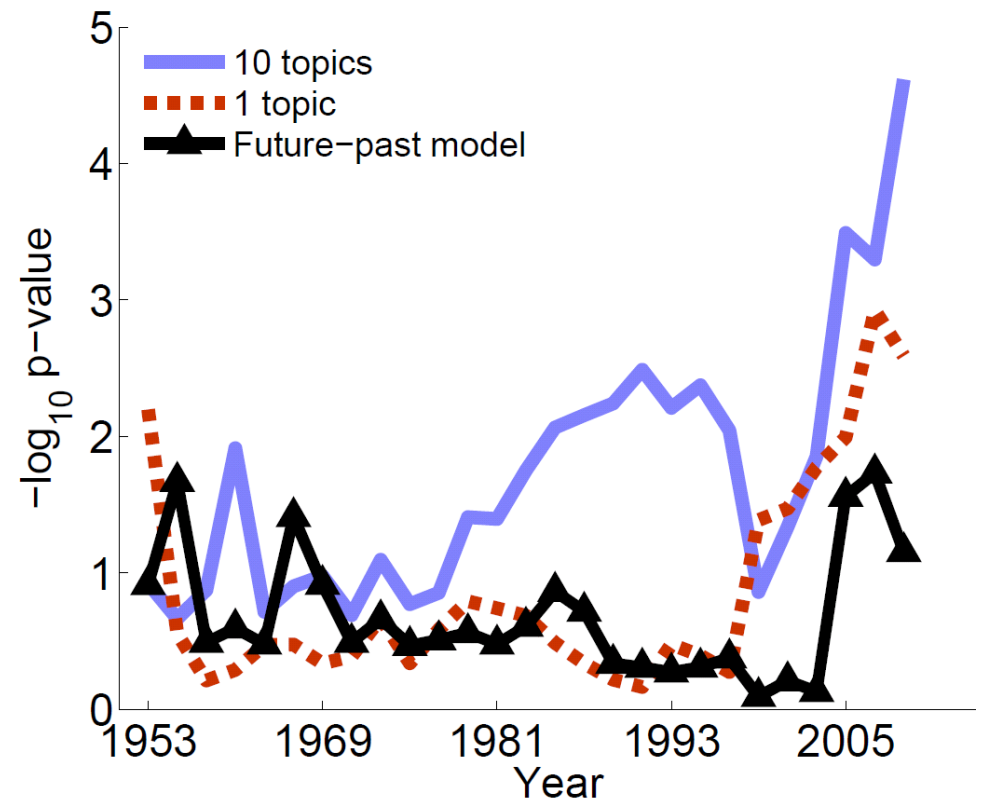 5
10 topics
1 topic
Future−past model
4
3
2
1
0
−log10 p−value
1953 1969 1981 1993 2005
Year